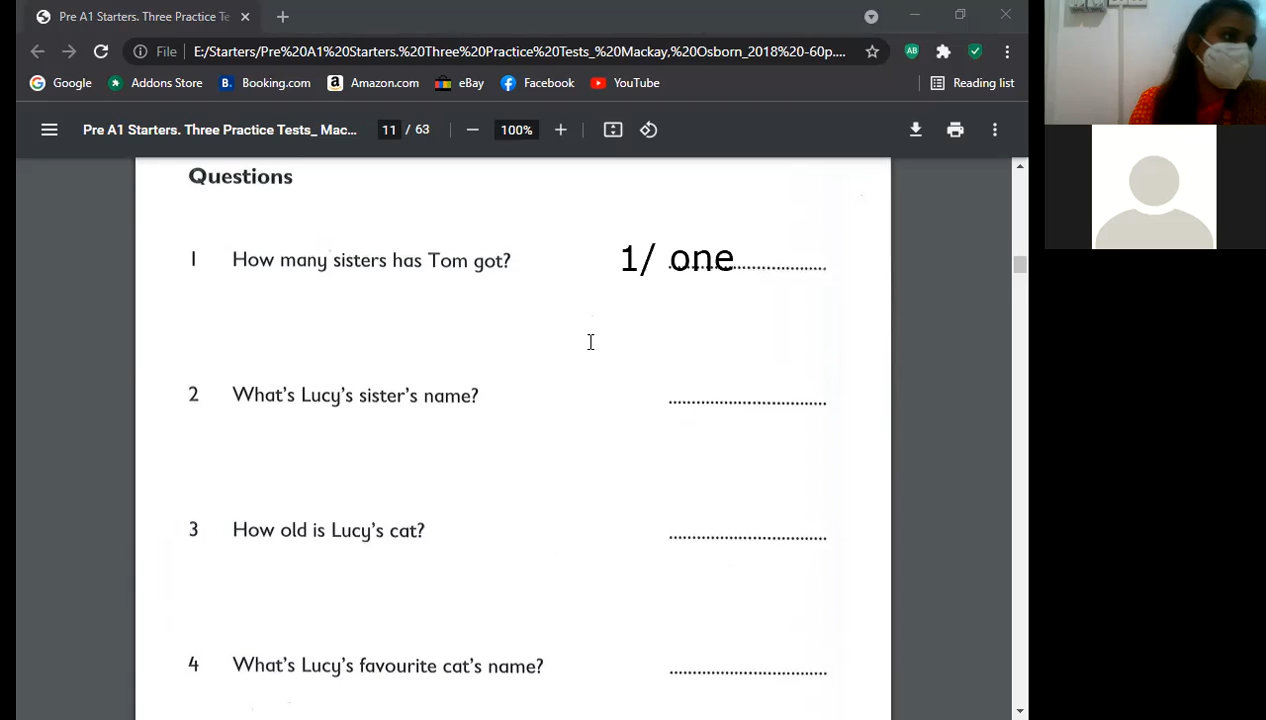 Pre A1 Starters. Three Practice Te
File E:/Starters/Pre%20A1%20Starters.%20Three%20Practice%20Tests_%20Mackay,%20Osborn_2018%20-60p....
Google Addons Store Booking.com Amazon.com eBay Facebook YouTube Reading list
Pre A1 Starters. Three Practice Tests_ Mac... 11 / 63 100%
Questions
1 How many sisters has Tom got? 1/ one
2 What's Lucy's sister's name?
3 How old is Lucy's cat?
4 What's Lucy's favourite cat's name?